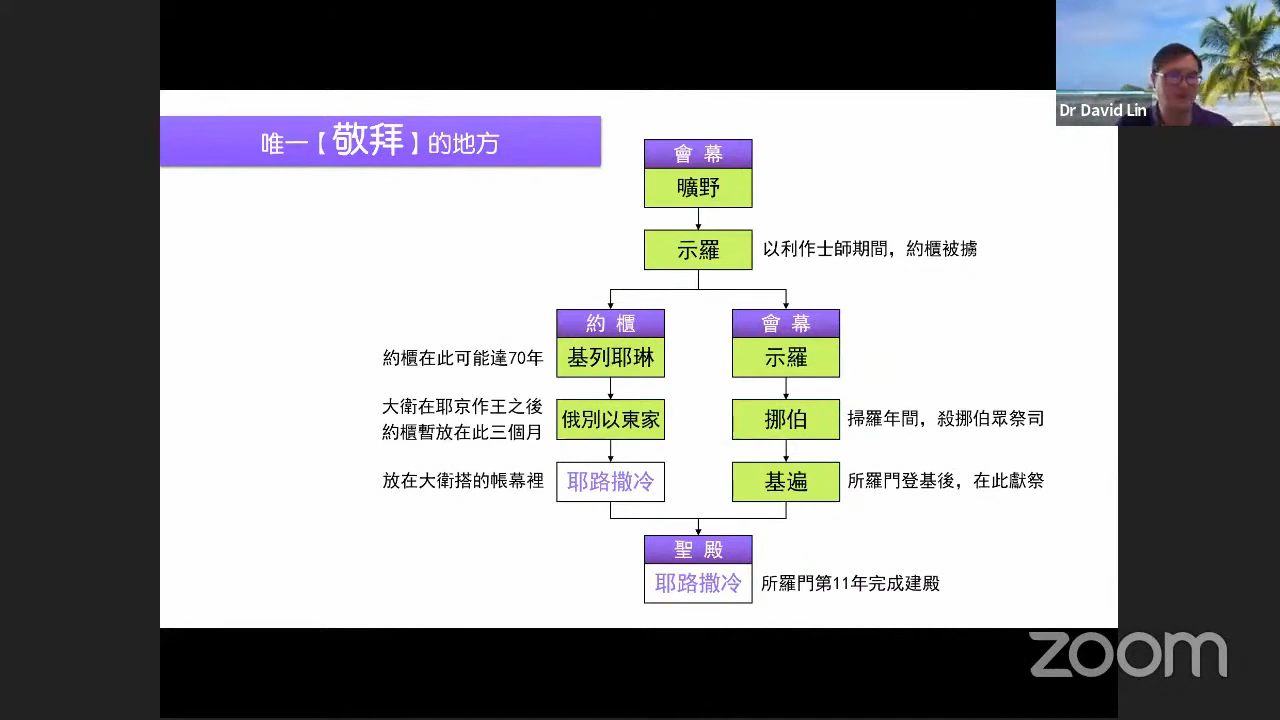 Dr David Lin
唯一【敬拜】的地方
會 幕
曠野
示羅
以利作士師期間，約櫃被擄
約 櫃
會 幕
約櫃在此可能達70年
基列耶琳
示羅
大衛在耶京作王之後
約櫃暫放在此三個月
俄別以東家
挪伯
掃羅年間，殺挪伯眾祭司
放在大衛搭的帳幕裡
耶路撒冷
基遍
所羅門登基後，在此獻祭
聖 殿
耶路撒冷
所羅門第11年完成建殿
zoom